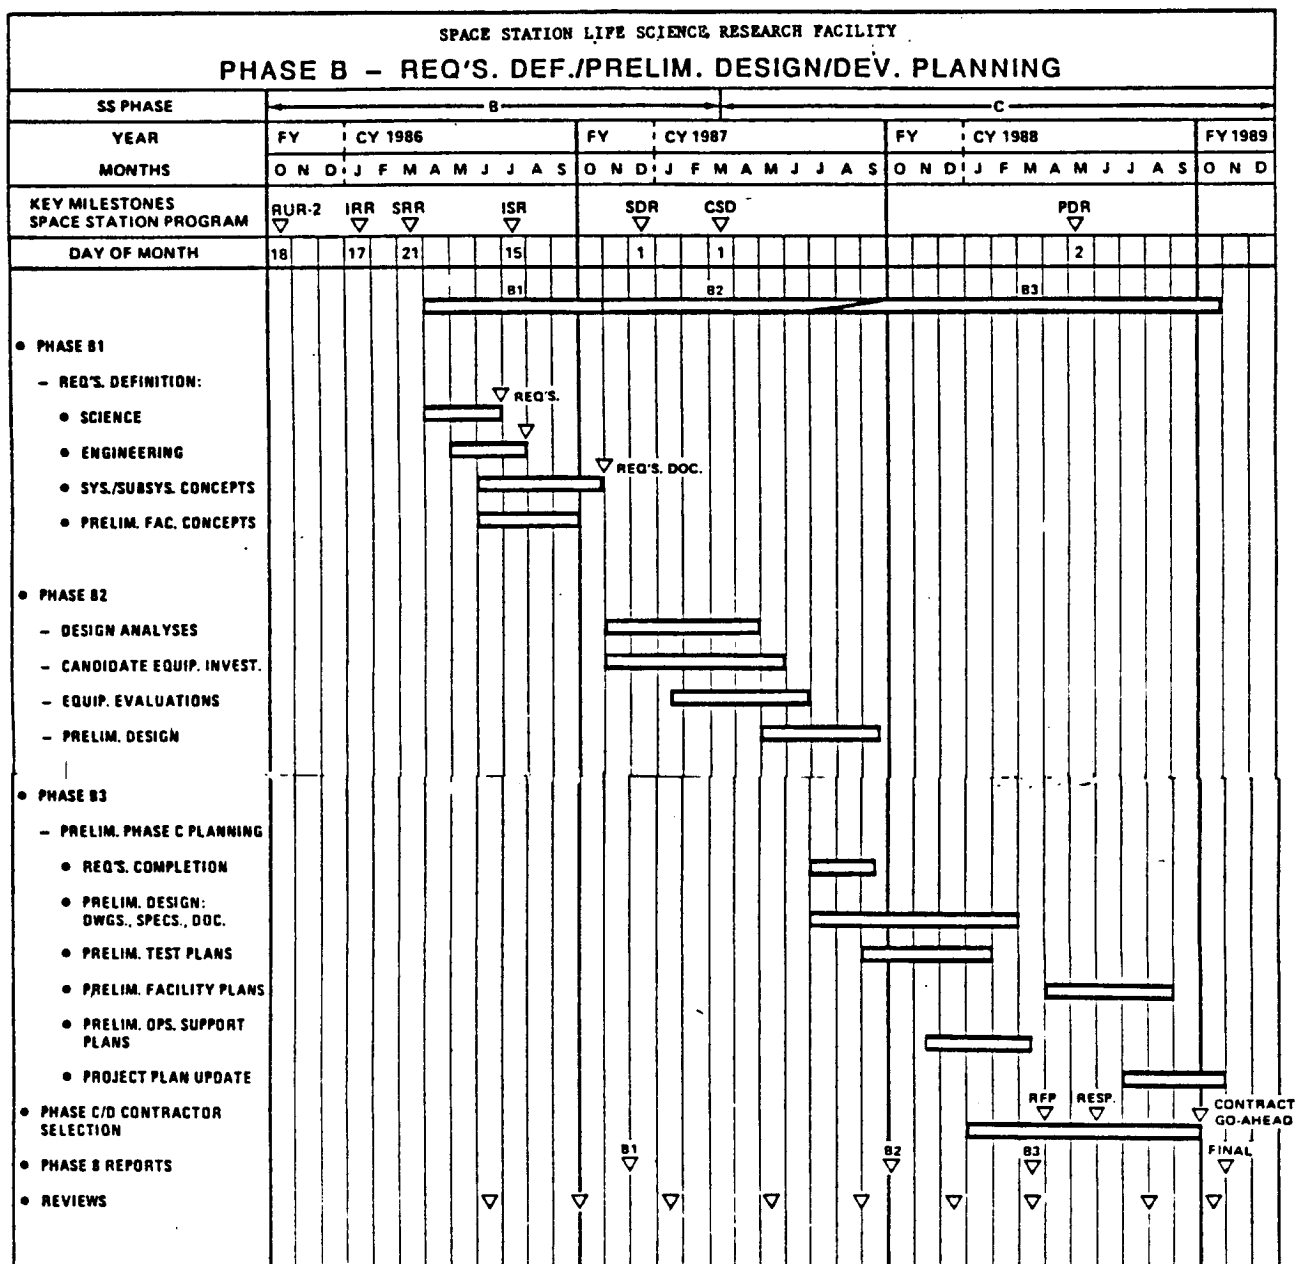 SPACE STATION LIFE SCIENCE RESEARCH FACILITY
PHASE B – REQ'S. DEF./PRELIM. DESIGN/DEV. PLANNING
SS PHASE B C
YEAR FY CY 1986 FY CY 1987 FY CY 1988 FY 1989
MONTHS O N D J F M A M J J A S O N D J F M A M J J A S O N D J F M A M J J A S O N D
KEY MILESTONES
SPACE STATION PROGRAM
RUR-2 IRR SRR ISR SDR CSD PDR
DAY OF MONTH 18 17 21 15 1 1 2
B1 B2 B3
• PHASE B1
– REQ'S. DEFINITION:
REQ'S.
• SCIENCE
• ENGINEERING
REQ'S. DOC.
• SYS./SUBSYS. CONCEPTS
• PRELIM. FAC. CONCEPTS
• PHASE B2
– DESIGN ANALYSES
– CANDIDATE EQUIP. INVEST.
– EQUIP. EVALUATIONS
– PRELIM. DESIGN
• PHASE B3
– PRELIM. PHASE C PLANNING
• REQ'S. COMPLETION
• PRELIM. DESIGN:
DWGS., SPECS., DOC.
• PRELIM. TEST PLANS
• PRELIM. FACILITY PLANS
• PRELIM. OPS. SUPPORT
PLANS
• PROJECT PLAN UPDATE
RFP RESP. CONTRACT
GO-AHEAD
• PHASE C/D CONTRACTOR
SELECTION
B1 B2 B3 FINAL
• PHASE B REPORTS
• REVIEWS